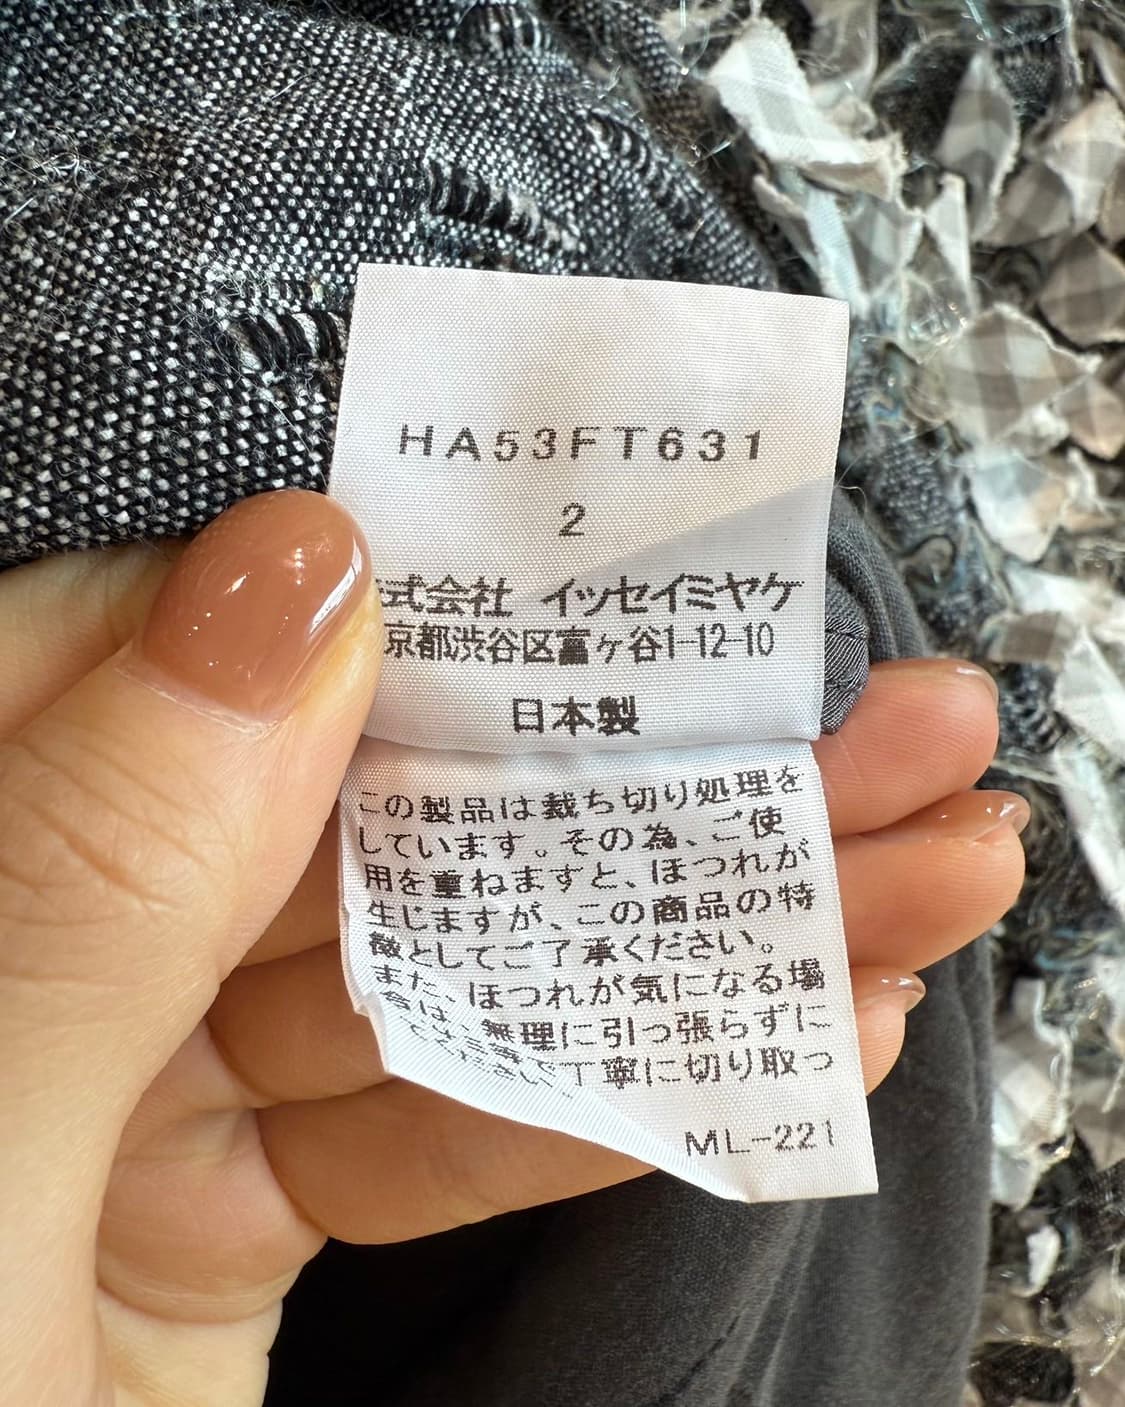 HA53FT631
2
式会社 イッセイミヤケ
京都渋谷区富ヶ谷1-12-10
日本製
この製品は裁ち切り処理を
しています。その為、ご使
用を重ねますと、ほつれが
生じますが、この商品の特
徴としてご了承ください。
また、ほつれが気になる場
合は、無理に引っ張らずに
丁寧に切り取っ
ML-221